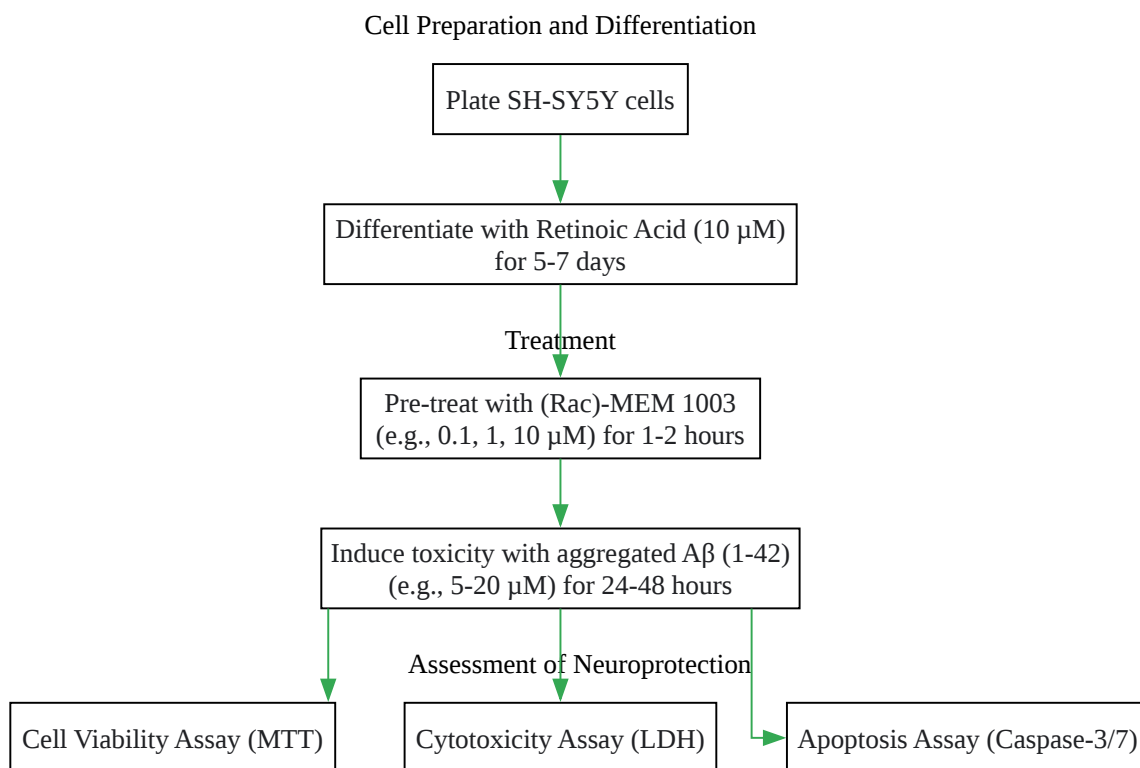 Cell Preparation and Differentiation
Plate SH-SY5Y cells
Differentiate with Retinoic Acid (10 µM)
for 5-7 days
Treatment
Pre-treat with (Rac)-MEM 1003
(e.g., 0.1, 1, 10 µM) for 1-2 hours
Induce toxicity with aggregated Aβ (1-42)
(e.g., 5-20 µM) for 24-48 hours
Assessment of Neuroprotection
Cell Viability Assay (MTT)
Cytotoxicity Assay (LDH)
Apoptosis Assay (Caspase-3/7)